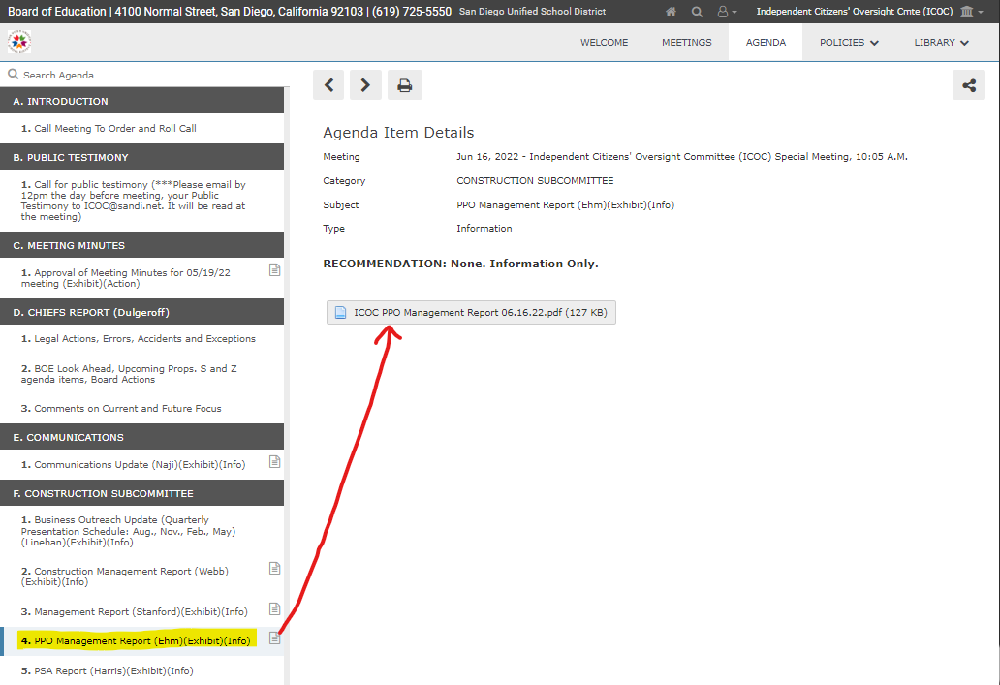 Board of Education | 4100 Normal Street, San Diego, California 92103 | (619) 725-5550 San Diego Unified School District
Independent Citizens' Oversight Cmte (ICOC)
WELCOME MEETINGS AGENDA POLICIES LIBRARY
Search Agenda
A. INTRODUCTION
1. Call Meeting To Order and Roll Call
B. PUBLIC TESTIMONY
1. Call for public testimony (***Please email by
12pm the day before meeting, your Public
Testimony to ICOC@sandi.net. It will be read at
the meeting)
C. MEETING MINUTES
1. Approval of Meeting Minutes for 05/19/22
meeting (Exhibit)(Action)
D. CHIEFS REPORT (Dulgeroff)
1. Legal Actions, Errors, Accidents and Exceptions
2. BOE Look Ahead, Upcoming Props. S and Z
agenda items, Board Actions
3. Comments on Current and Future Focus
E. COMMUNICATIONS
1. Communications Update (Naji)(Exhibit)(Info)
F. CONSTRUCTION SUBCOMMITTEE
1. Business Outreach Update (Quarterly
Presentation Schedule: Aug., Nov., Feb., May)
(Linehan)(Exhibit)(Info)
2. Construction Management Report (Webb)
(Exhibit)(Info)
3. Management Report (Stanford)(Exhibit)(Info)
4. PPO Management Report (Ehm)(Exhibit)(Info)
5. PSA Report (Harris)(Exhibit)(Info)
Agenda Item Details
Meeting Jun 16, 2022 - Independent Citizens' Oversight Committee (ICOC) Special Meeting, 10:05 A.M.
Category CONSTRUCTION SUBCOMMITTEE
Subject PPO Management Report (Ehm)(Exhibit)(Info)
Type Information
RECOMMENDATION: None. Information Only.
ICOC PPO Management Report 06.16.22.pdf (127 KB)